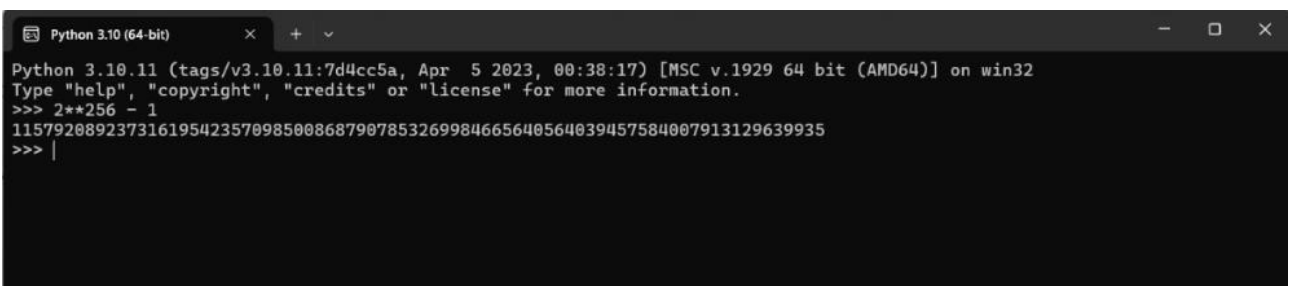 Python 3.10 (64-bit)
Python 3.10.11 (tags/v3.10.11:7d4cc5a, Apr  5 2023, 00:38:17) [MSC v.1929 64 bit (AMD64)] on win32
Type "help", "copyright", "credits" or "license" for more information.
>>> 2**256 - 1
115792089237316195423570985008687907853269984665640564039457584007913129639935
>>>